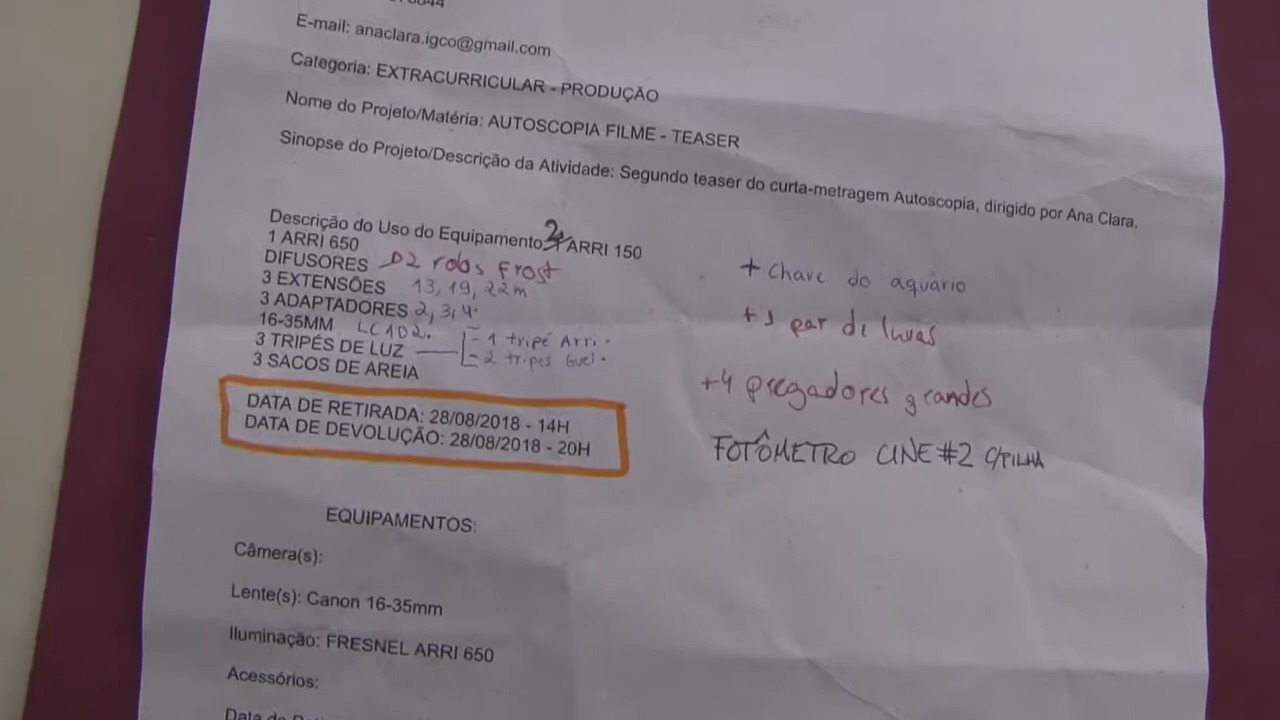 E-mail: anaclara.igco@gmail.com
Categoria: EXTRACURRICULAR - PRODUÇÃO
Nome do Projeto/Matéria: AUTOSCOPIA FILME - TEASER
Sinopse do Projeto/Descrição da Atividade: Segundo teaser do curta-metragem Autoscopia, dirigido por Ana Clara.
Descrição do Uso do Equipamento: 2 ARRI 150
1 ARRI 650
DIFUSORES 02 rolos frost
3 EXTENSÕES 13, 19, 22m
3 ADAPTADORES 2, 3, 4.
16-35MM LC102.
3 TRIPÉS DE LUZ - 1 tripé Arri.
- 2 tripes Guel.
3 SACOS DE AREIA
DATA DE RETIRADA: 28/08/2018 - 14H
DATA DE DEVOLUÇÃO: 28/08/2018 - 20H
+ chave do aquário
+ 1 par de luvas
+4 pregadores grandes
FOTÔMETRO CINE #2 C/PILHA
EQUIPAMENTOS:
Câmera(s):
Lente(s): Canon 16-35mm
Iluminação: FRESNEL ARRI 650
Acessórios: